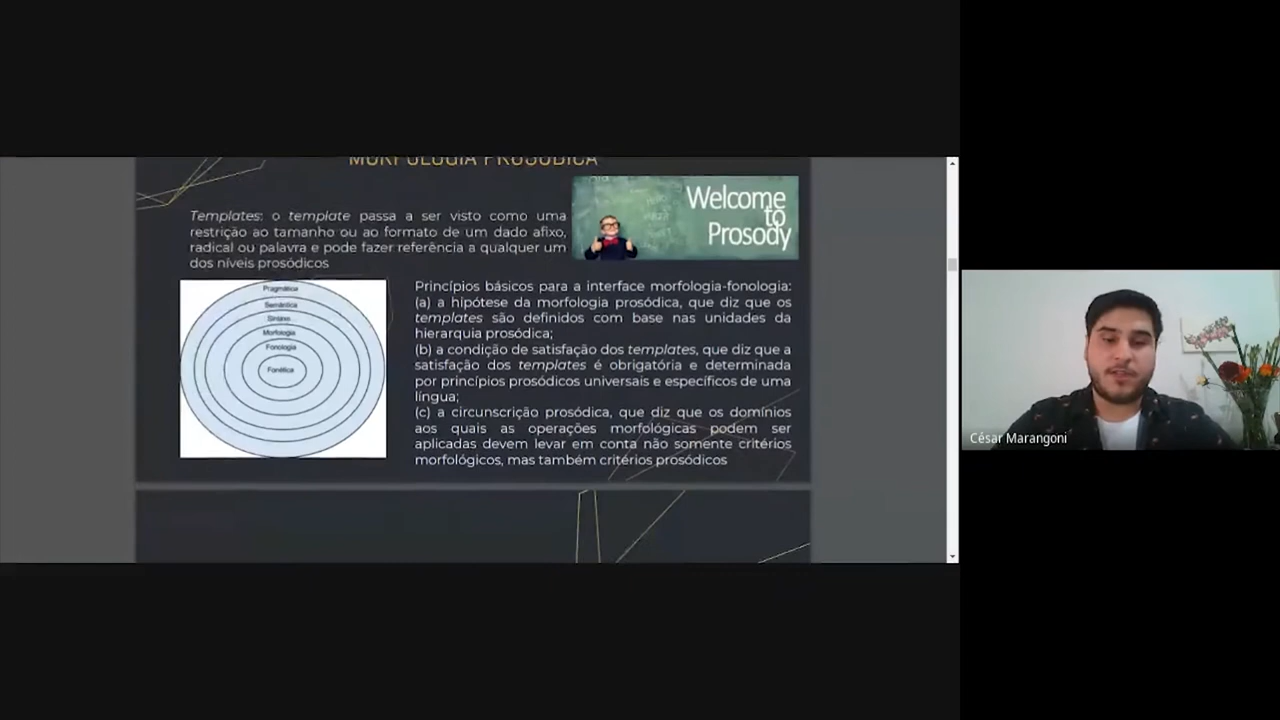 MORFOLOGIA PROSÓDICA
Templates: o template passa a ser visto como uma
restrição ao tamanho ou ao formato de um dado afixo,
radical ou palavra e pode fazer referência a qualquer um
dos níveis prosódicos
Welcome
to
Prosody
Pragmática
Semântica
Sintaxe
Morfologia
Fonologia
Fonética
Princípios básicos para a interface morfologia-fonologia:
(a) a hipótese da morfologia prosódica, que diz que os
templates são definidos com base nas unidades da
hierarquia prosódica;
(b) a condição de satisfação dos templates, que diz que a
satisfação dos templates é obrigatória e determinada
por princípios prosódicos universais e específicos de uma
língua;
(c) a circunscrição prosódica, que diz que os domínios
aos quais as operações morfológicas podem ser
aplicadas devem levar em conta não somente critérios
morfológicos, mas também critérios prosódicos
César Marangoni